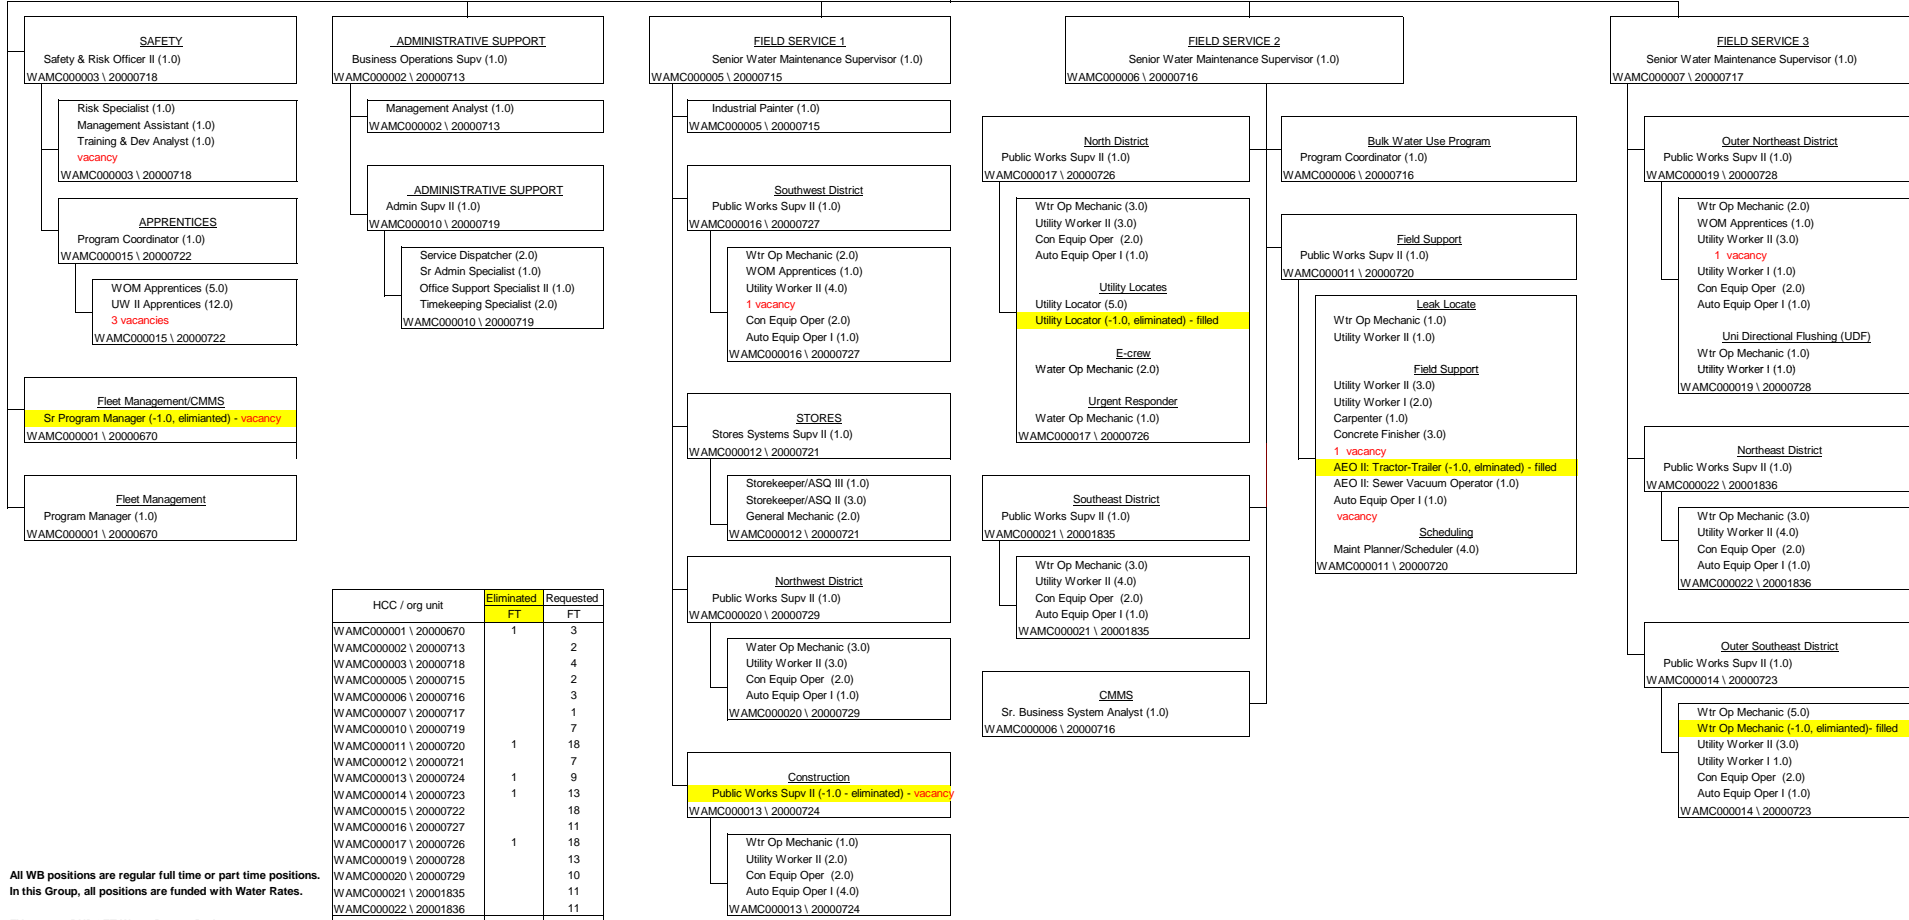 SAFETY
Safety & Risk Officer II (1.0)
WAMC000003 \ 20000718
Risk Specialist (1.0)
Management Assistant (1.0)
Training & Dev Analyst (1.0)
vacancy
WAMC000003 \ 20000718
APPRENTICES
Program Coordinator (1.0)
WAMC000015 \ 20000722
WOM Apprentices (5.0)
UW II Apprentices (12.0)
3 vacancies
WAMC000015 \ 20000722
Fleet Management/CMMS
Sr Program Manager (-1.0, elimianted) - vacancy
WAMC000001 \ 20000670
Fleet Management
Program Manager (1.0)
WAMC000001 \ 20000670
All WB positions are regular full time or part time positions.
In this Group, all positions are funded with Water Rates.
ADMINISTRATIVE SUPPORT
Business Operations Supv (1.0)
WAMC000002 \ 20000713
Management Analyst (1.0)
WAMC000002 \ 20000713
ADMINISTRATIVE SUPPORT
Admin Supv II (1.0)
WAMC000010 \ 20000719
Service Dispatcher (2.0)
Sr Admin Specialist (1.0)
Office Support Specialist II (1.0)
Timekeeping Specialist (2.0)
WAMC000010 \ 20000719
HCC / org unit Eliminated Requested
FT FT
WAMC000001 \ 20000670 1 3
WAMC000002 \ 20000713 2
WAMC000003 \ 20000718 4
WAMC000005 \ 20000715 2
WAMC000006 \ 20000716 3
WAMC000007 \ 20000717 1
WAMC000010 \ 20000719 7
WAMC000011 \ 20000720 1 18
WAMC000012 \ 20000721 7
WAMC000013 \ 20000724 1 9
WAMC000014 \ 20000723 1 13
WAMC000015 \ 20000722 18
WAMC000016 \ 20000727 11
WAMC000017 \ 20000726 1 18
WAMC000019 \ 20000728 13
WAMC000020 \ 20000729 10
WAMC000021 \ 20001835 11
WAMC000022 \ 20001836 11
FIELD SERVICE 1
Senior Water Maintenance Supervisor (1.0)
WAMC000005 \ 20000715
Industrial Painter (1.0)
WAMC000005 \ 20000715
Southwest District
Public Works Supv II (1.0)
WAMC000016 \ 20000727
Wtr Op Mechanic (2.0)
WOM Apprentices (1.0)
Utility Worker II (4.0)
1 vacancy
Con Equip Oper (2.0)
Auto Equip Oper I (1.0)
WAMC000016 \ 20000727
STORES
Stores Systems Supv II (1.0)
WAMC000012 \ 20000721
Storekeeper/ASQ III (1.0)
Storekeeper/ASQ II (3.0)
General Mechanic (2.0)
WAMC000012 \ 20000721
Northwest District
Public Works Supv II (1.0)
WAMC000020 \ 20000729
Water Op Mechanic (3.0)
Utility Worker II (3.0)
Con Equip Oper (2.0)
Auto Equip Oper I (1.0)
WAMC000020 \ 20000729
Construction
Public Works Supv II (-1.0 - eliminated) - vacancy
WAMC000013 \ 20000724
Wtr Op Mechanic (1.0)
Utility Worker II (2.0)
Con Equip Oper (2.0)
Auto Equip Oper I (4.0)
WAMC000013 \ 20000724
FIELD SERVICE 2
Senior Water Maintenance Supervisor (1.0)
WAMC000006 \ 20000716
North District
Public Works Supv II (1.0)
WAMC000017 \ 20000726
Wtr Op Mechanic (3.0)
Utility Worker II (3.0)
Con Equip Oper (2.0)
Auto Equip Oper I (1.0)
Utility Locates
Utility Locator (5.0)
Utility Locator (-1.0, eliminated) - filled
E-crew
Water Op Mechanic (2.0)
Urgent Responder
Water Op Mechanic (1.0)
WAMC000017 \ 20000726
Southeast District
Public Works Supv II (1.0)
WAMC000021 \ 20001835
Wtr Op Mechanic (3.0)
Utility Worker II (4.0)
Con Equip Oper (2.0)
Auto Equip Oper I (1.0)
WAMC000021 \ 20001835
CMMS
Sr. Business System Analyst (1.0)
WAMC000006 \ 20000716
Bulk Water Use Program
Program Coordinator (1.0)
WAMC000006 \ 20000716
Field Support
Public Works Supv II (1.0)
WAMC000011 \ 20000720
Leak Locate
Wtr Op Mechanic (1.0)
Utility Worker II (1.0)
Field Support
Utility Worker II (3.0)
Utility Worker I (2.0)
Carpenter (1.0)
Concrete Finisher (3.0)
1 vacancy
AEO II: Tractor-Trailer (-1.0, elminated) - filled
AEO II: Sewer Vacuum Operator (1.0)
Auto Equip Oper I (1.0)
vacancy
Scheduling
Maint Planner/Scheduler (4.0)
WAMC000011 \ 20000720
FIELD SERVICE 3
Senior Water Maintenance Supervisor (1.0)
WAMC000007 \ 20000717
Outer Northeast District
Public Works Supv II (1.0)
WAMC000019 \ 20000728
Wtr Op Mechanic (2.0)
WOM Apprentices (1.0)
Utility Worker II (3.0)
1 vacancy
Utility Worker I (1.0)
Con Equip Oper (2.0)
Auto Equip Oper I (1.0)
Uni Directional Flushing (UDF)
Wtr Op Mechanic (1.0)
Utility Worker I (1.0)
WAMC000019 \ 20000728
Northeast District
Public Works Supv II (1.0)
WAMC000022 \ 20001836
Wtr Op Mechanic (3.0)
Utility Worker II (4.0)
Con Equip Oper (2.0)
Auto Equip Oper I (1.0)
WAMC000022 \ 20001836
Outer Southeast District
Public Works Supv II (1.0)
WAMC000014 \ 20000723
Wtr Op Mechanic (5.0)
Wtr Op Mechanic (-1.0, elimianted)- filled
Utility Worker II (3.0)
Utility Worker I 1.0)
Con Equip Oper (2.0)
Auto Equip Oper I (1.0)
WAMC000014 \ 20000723